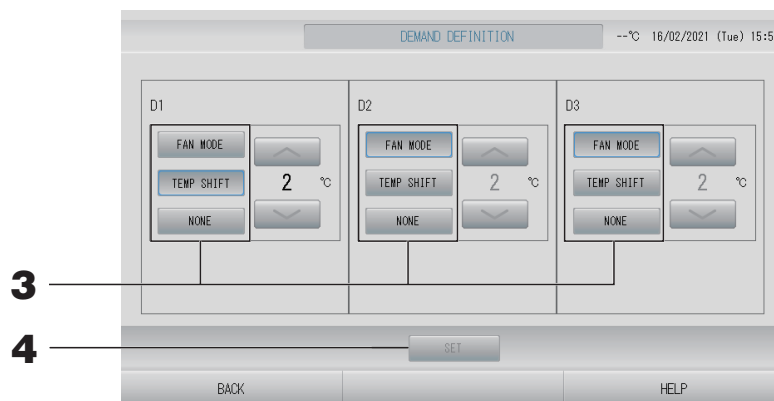 DEMAND DEFINITION --℃ 16/02/2021 (Tue) 15:5
D1 D2 D3
FAN MODE FAN MODE FAN MODE
TEMP SHIFT 2 ℃ TEMP SHIFT 2 ℃ TEMP SHIFT 2 ℃
NONE NONE NONE
3
4 SET
BACK HELP